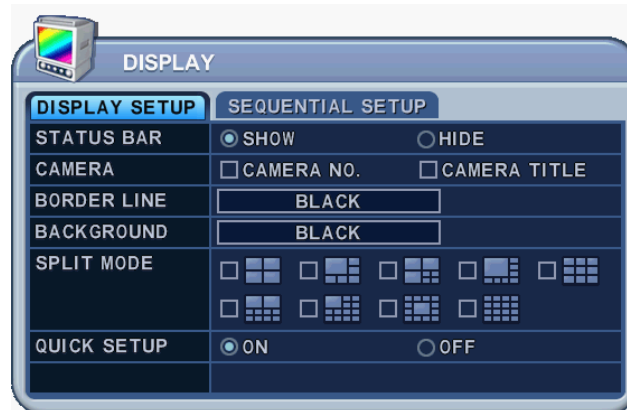 DISPLAY
DISPLAY SETUP SEQUENTIAL SETUP
STATUS BAR SHOW HIDE
CAMERA CAMERA NO. CAMERA TITLE
BORDER LINE BLACK
BACKGROUND BLACK
SPLIT MODE
QUICK SETUP ON OFF